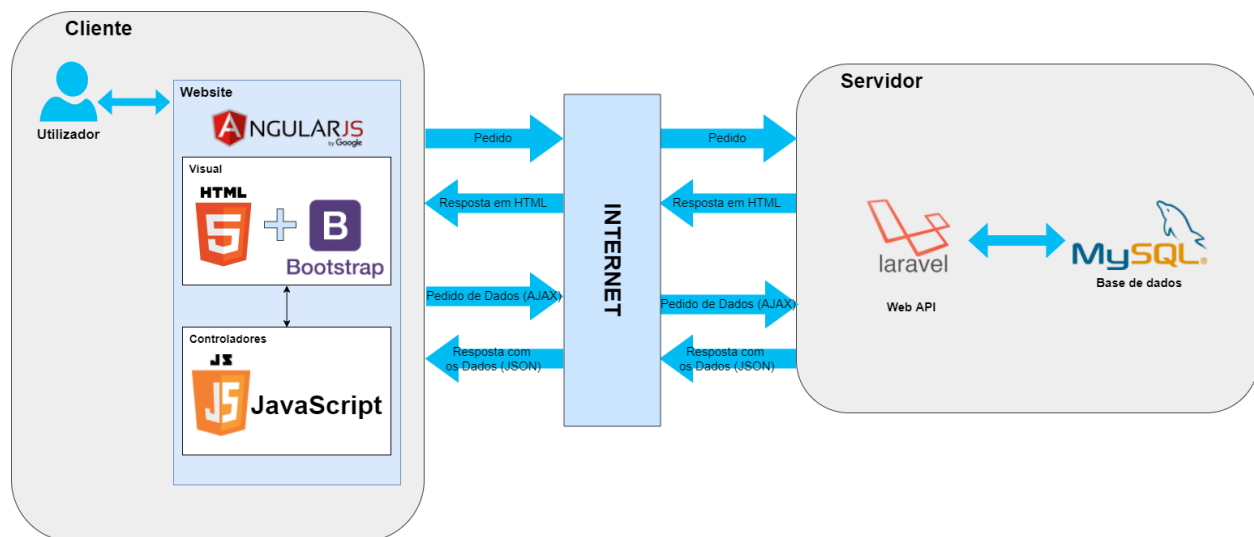 Cliente
Utilizador
Website
ANGULARJS
by Google
Visual
HTML
5
B
Bootstrap
Controladores
JS
JS
JavaScript
Pedido
Resposta em HTML
Pedido de Dados (AJAX)
Resposta com
os Dados (JSON)
INTERNET
Pedido
Resposta em HTML
Pedido de Dados (AJAX)
Resposta com
os Dados (JSON)
Servidor
laravel
Web API
MySQL®
Base de dados